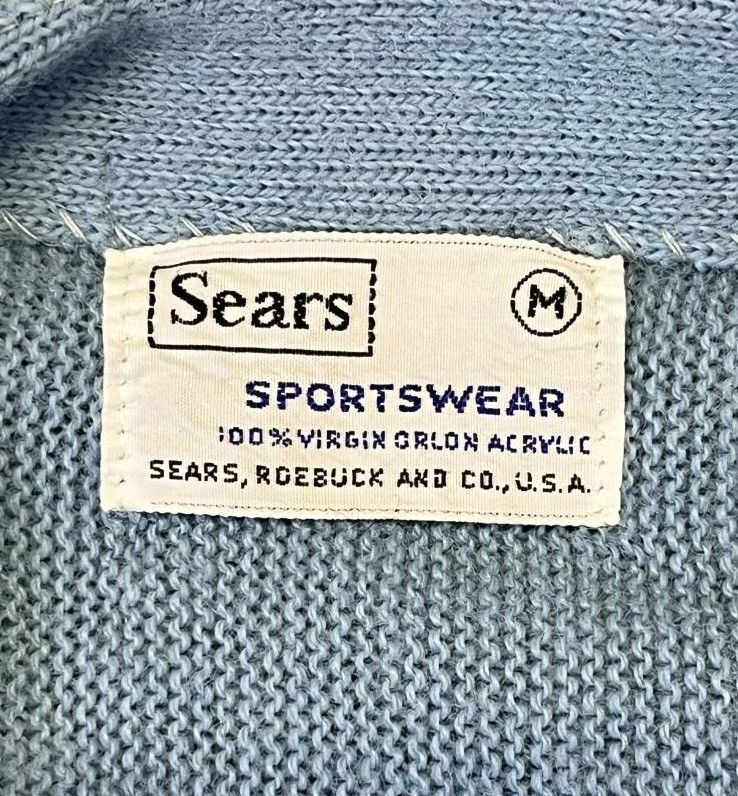 Sears M
SPORTSWEAR
100% VIRGIN ORLON ACRYLIC
SEARS, ROEBUCK AND CO., U.S.A.